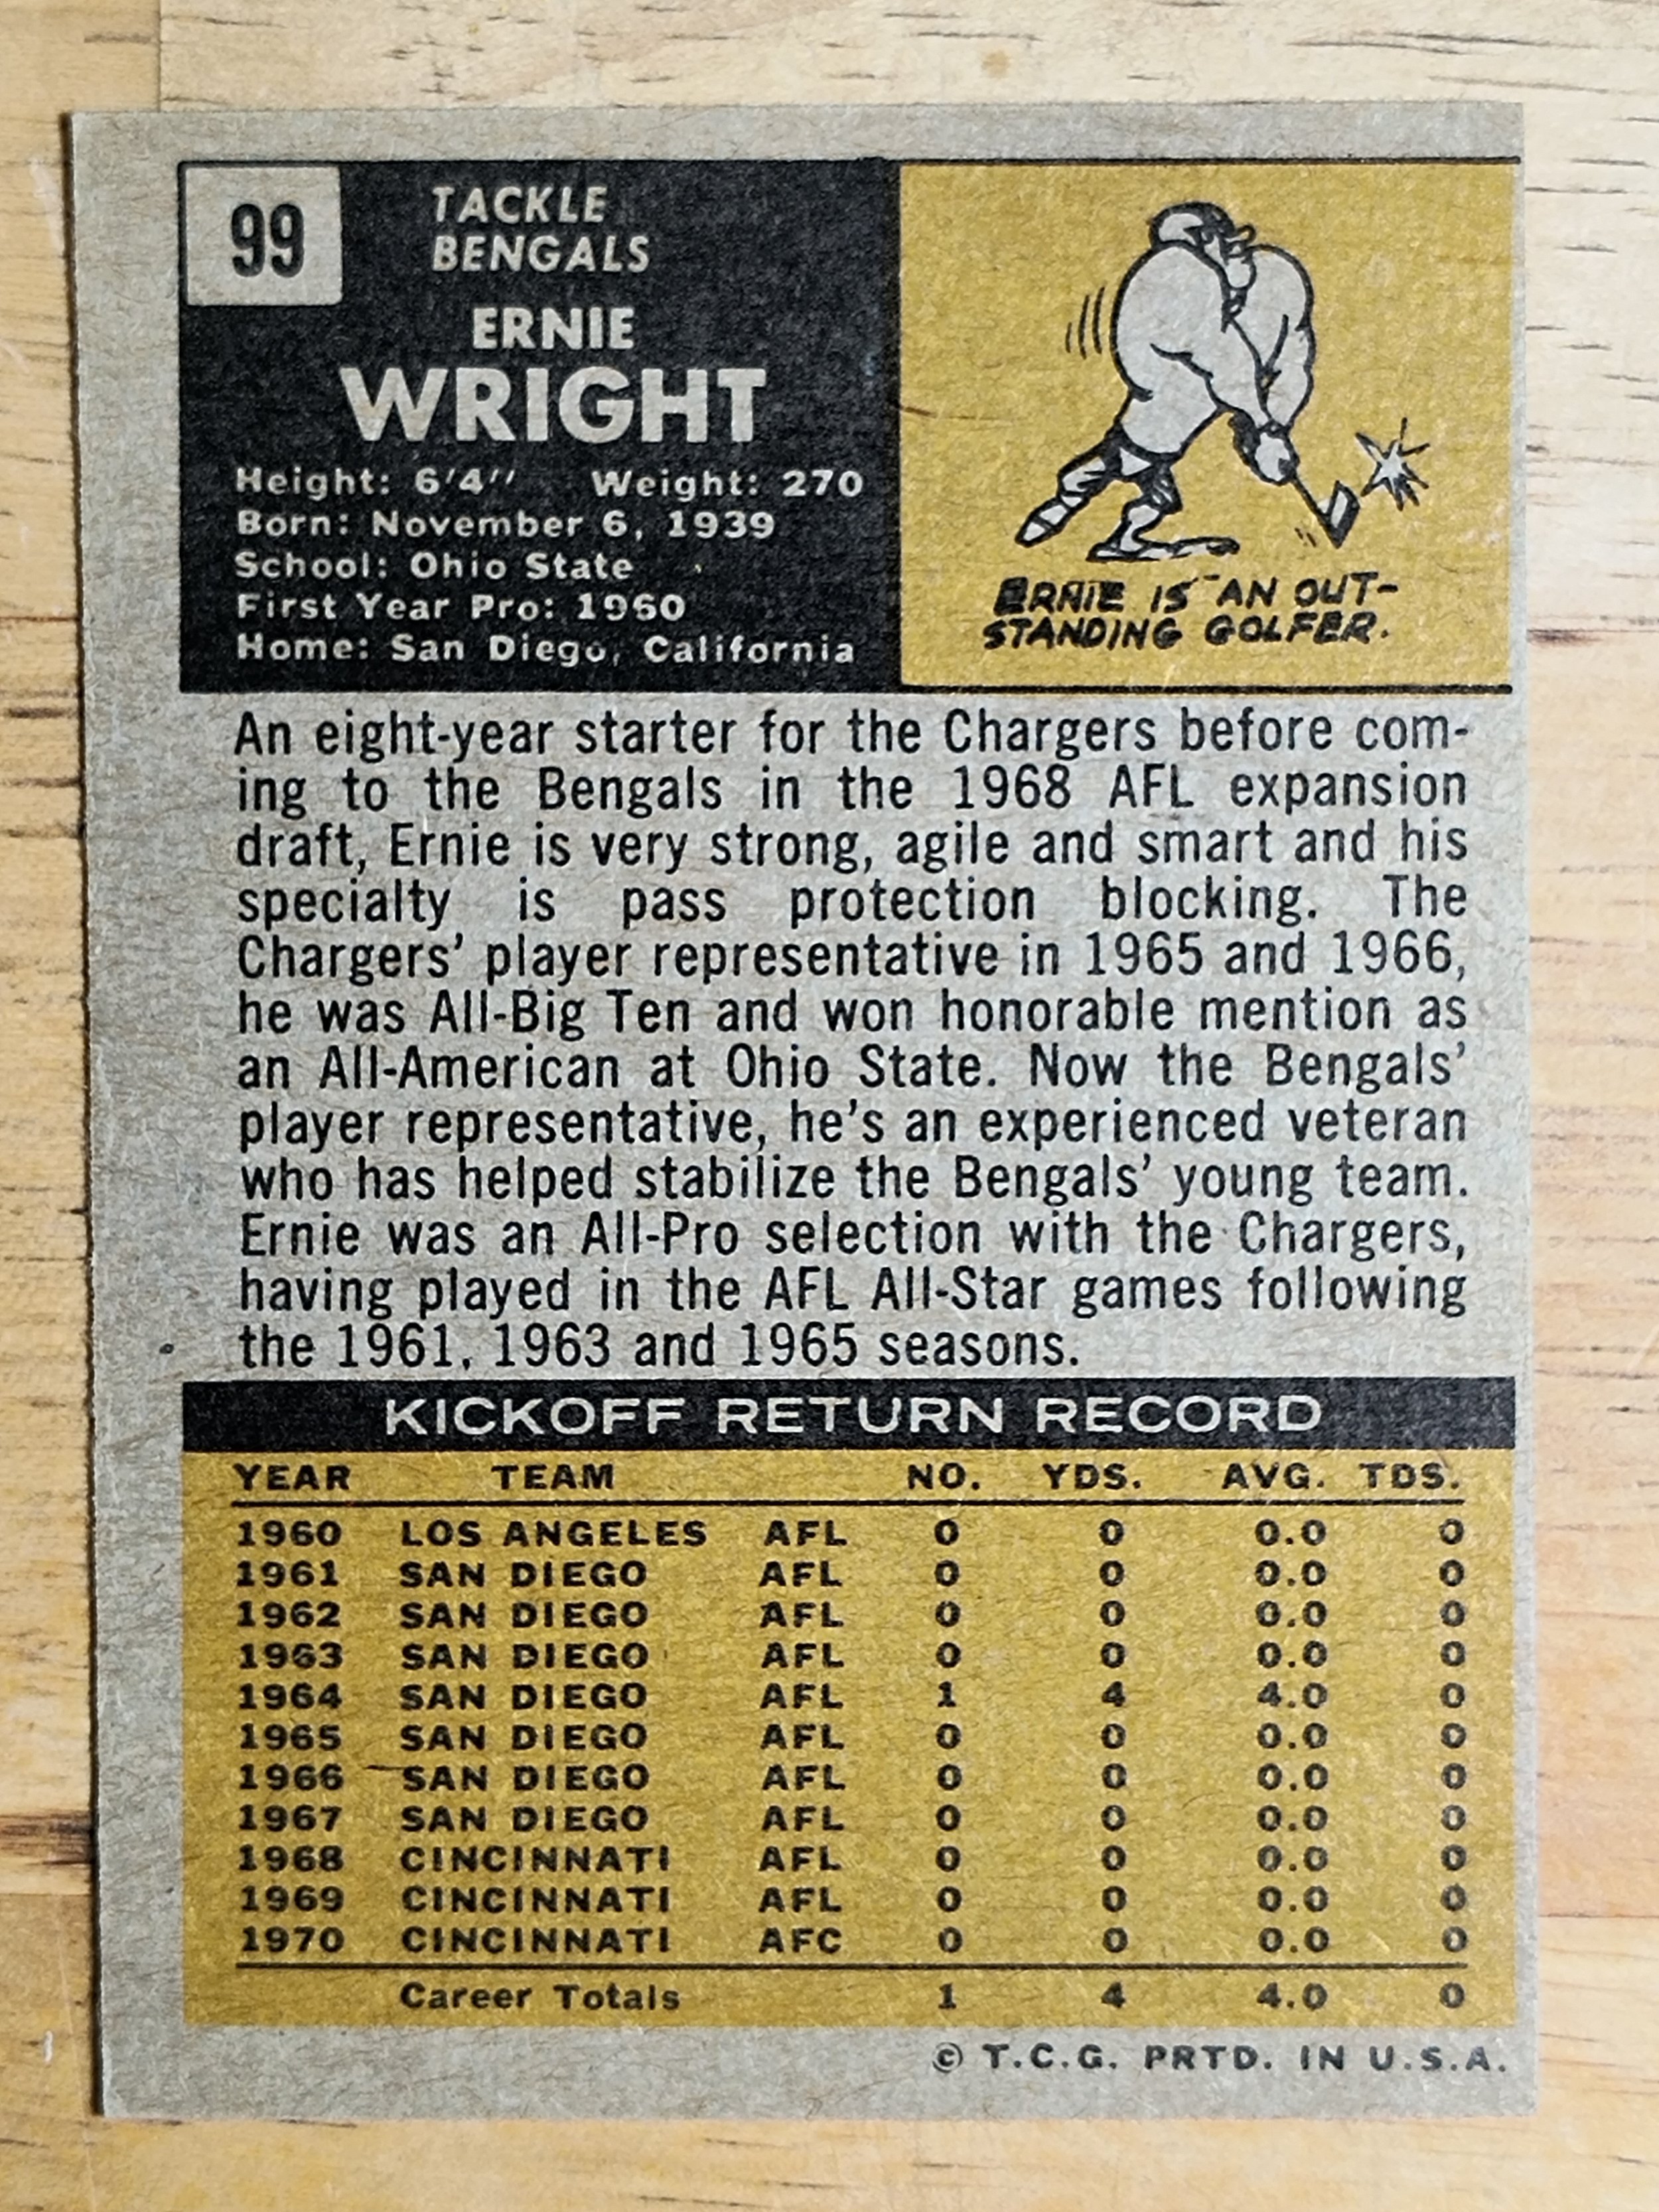 99
TACKLE
BENGALS
ERNIE
WRIGHT
Height: 6'4'' Weight: 270
Born: November 6, 1939
School: Ohio State
First Year Pro: 1960
Home: San Diego, California
ERNIE IS AN OUT-
STANDING GOLFER.
An eight-year starter for the Chargers before com-
ing to the Bengals in the 1968 AFL expansion
draft, Ernie is very strong, agile and smart and his
specialty is pass protection blocking. The
Chargers' player representative in 1965 and 1966,
he was All-Big Ten and won honorable mention as
an All-American at Ohio State. Now the Bengals'
player representative, he's an experienced veteran
who has helped stabilize the Bengals' young team.
Ernie was an All-Pro selection with the Chargers,
having played in the AFL All-Star games following
the 1961, 1963 and 1965 seasons.
KICKOFF RETURN RECORD
YEAR TEAM NO. YDS. AVG. TDS.
1960 LOS ANGELES AFL 0 0 0.0 0
1961 SAN DIEGO AFL 0 0 0.0 0
1962 SAN DIEGO AFL 0 0 0.0 0
1963 SAN DIEGO AFL 0 0 0.0 0
1964 SAN DIEGO AFL 1 4 4.0 0
1965 SAN DIEGO AFL 0 0 0.0 0
1966 SAN DIEGO AFL 0 0 0.0 0
1967 SAN DIEGO AFL 0 0 0.0 0
1968 CINCINNATI AFL 0 0 0.0 0
1969 CINCINNATI AFL 0 0 0.0 0
1970 CINCINNATI AFC 0 0 0.0 0
Career Totals 1 4 4.0 0
© T.C.G. PRTD. IN U.S.A.